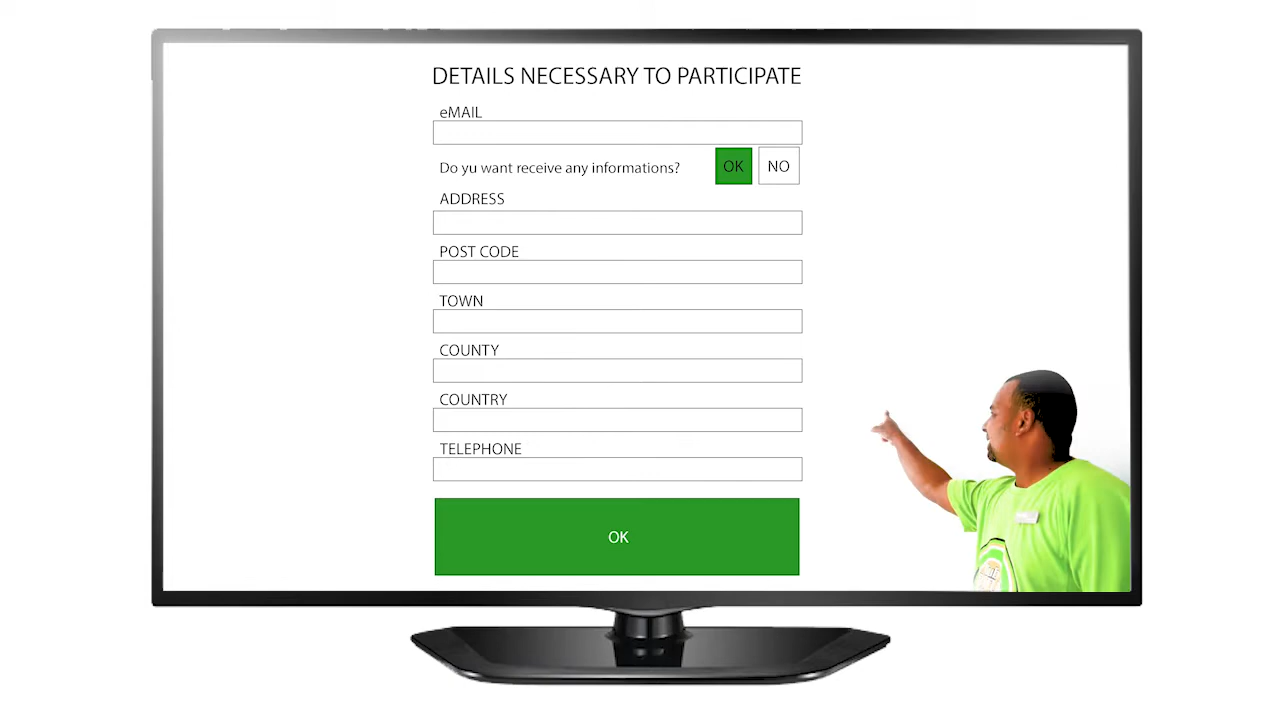 DETAILS NECESSARY TO PARTICIPATE
eMAIL
Do yu want receive any informations?
OK
NO
ADDRESS
POST CODE
TOWN
COUNTY
COUNTRY
TELEPHONE
OK